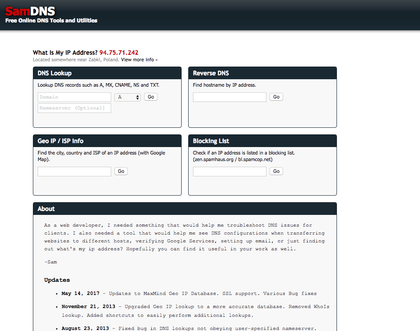 SamDNS
Free Online DNS Tools and Utilities
What Is My IP Address? 94.75.71.242
Located somewhere near Zabki, Poland. View more info »
DNS Lookup
Lookup DNS records such as A, MX, CNAME, NS and TXT.
Domain A Go
Nameserver (Optional)
Reverse DNS
Find hostname by IP address.
Go
Geo IP / ISP Info
Find the city, country and ISP of an IP address (with Google
Map).
Go
Blocking List
Check if an IP address is listed in a blocking list.
(zen.spamhaus.org / bl.spamcop.net)
Go
About
As a web developer, I needed something that would help me troubleshoot DNS issues for
clients. I also needed a tool that would help me see DNS configurations when transferring
websites to different hosts, verifying Google Services, setting up email, or just finding
out what's my ip address? Hopefully you can find it useful in your work as well.
~Sam
Updates
• May 14, 2017 - Updates to MaxMind Geo IP Database. SSL support. Various Bug fixes
• November 21, 2013 - Upgraded Geo IP lookup to a more accurate database. Removed WhoIs
lookup. Added shortcuts to easily perform additional lookups.
• August 23, 2013 - Fixed bug in DNS lookups not obeying user-specified nameserver.